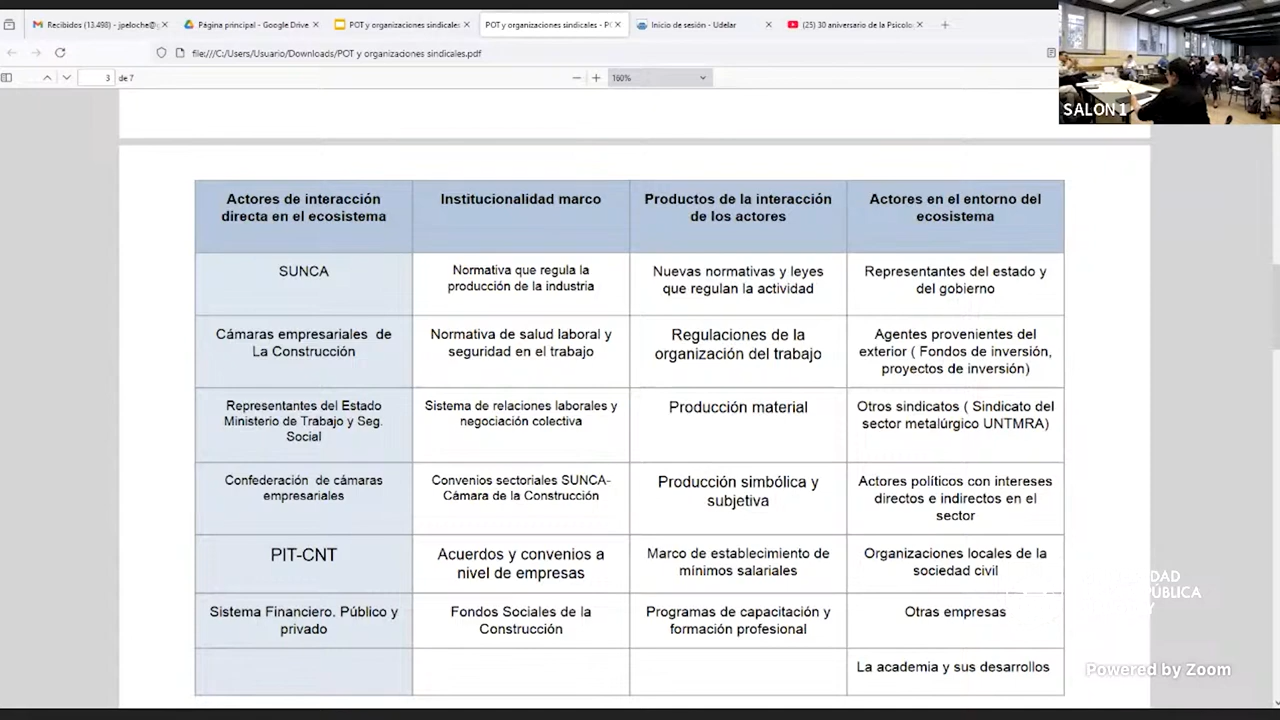 Recibidos (13.498) - jpeloche@
Página principal - Google Drive
POT y organizaciones sindicales
POT y organizaciones sindicales - P
Inicio de sesión - Udelar
(25) 30 aniversario de la Psicolo
file:///C:/Users/Usuario/Downloads/POT y organizaciones sindicales.pdf
3 de 7
160%
SALON 1
Actores de interacción
directa en el ecosistema
Institucionalidad marco
Productos de la interacción
de los actores
Actores en el entorno del
ecosistema
SUNCA
Normativa que regula la
producción de la industria
Nuevas normativas y leyes
que regulan la actividad
Representantes del estado y
del gobierno
Cámaras empresariales de
La Construcción
Normativa de salud laboral y
seguridad en el trabajo
Regulaciones de la
organización del trabajo
Agentes provenientes del
exterior ( Fondos de inversión,
proyectos de inversión)
Representantes del Estado
Ministerio de Trabajo y Seg.
Social
Sistema de relaciones laborales y
negociación colectiva
Producción material
Otros sindicatos ( Sindicato del
sector metalúrgico UNTMRA)
Confederación de cámaras
empresariales
Convenios sectoriales SUNCA-
Cámara de la Construcción
Producción simbólica y
subjetiva
Actores políticos con intereses
directos e indirectos en el
sector
PIT-CNT
Acuerdos y convenios a
nivel de empresas
Marco de establecimiento de
mínimos salariales
Organizaciones locales de la
sociedad civil
Sistema Financiero. Público y
privado
Fondos Sociales de la
Construcción
Programas de capacitación y
formación profesional
Otras empresas
La academia y sus desarrollos
DAD
PÚBLICA
Y
Powered by Zoom